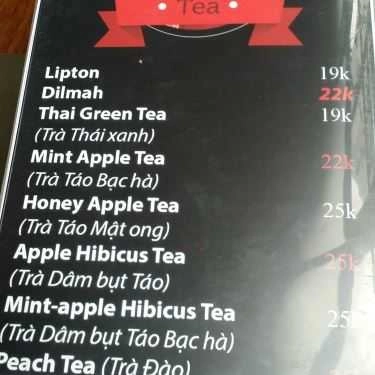 Tea
Lipton 19k
Dilmah 22k
Thai Green Tea 19k
(Trà Thái xanh)
Mint Apple Tea 22k
(Trà Táo Bạc hà)
Honey Apple Tea 25k
(Trà Táo Mật ong)
Apple Hibicus Tea 25k
(Trà Dâm bụt Táo)
Mint-apple Hibicus Tea 25k
(Trà Dâm bụt Táo Bạc hà)
Peach Tea (Trà Đào)